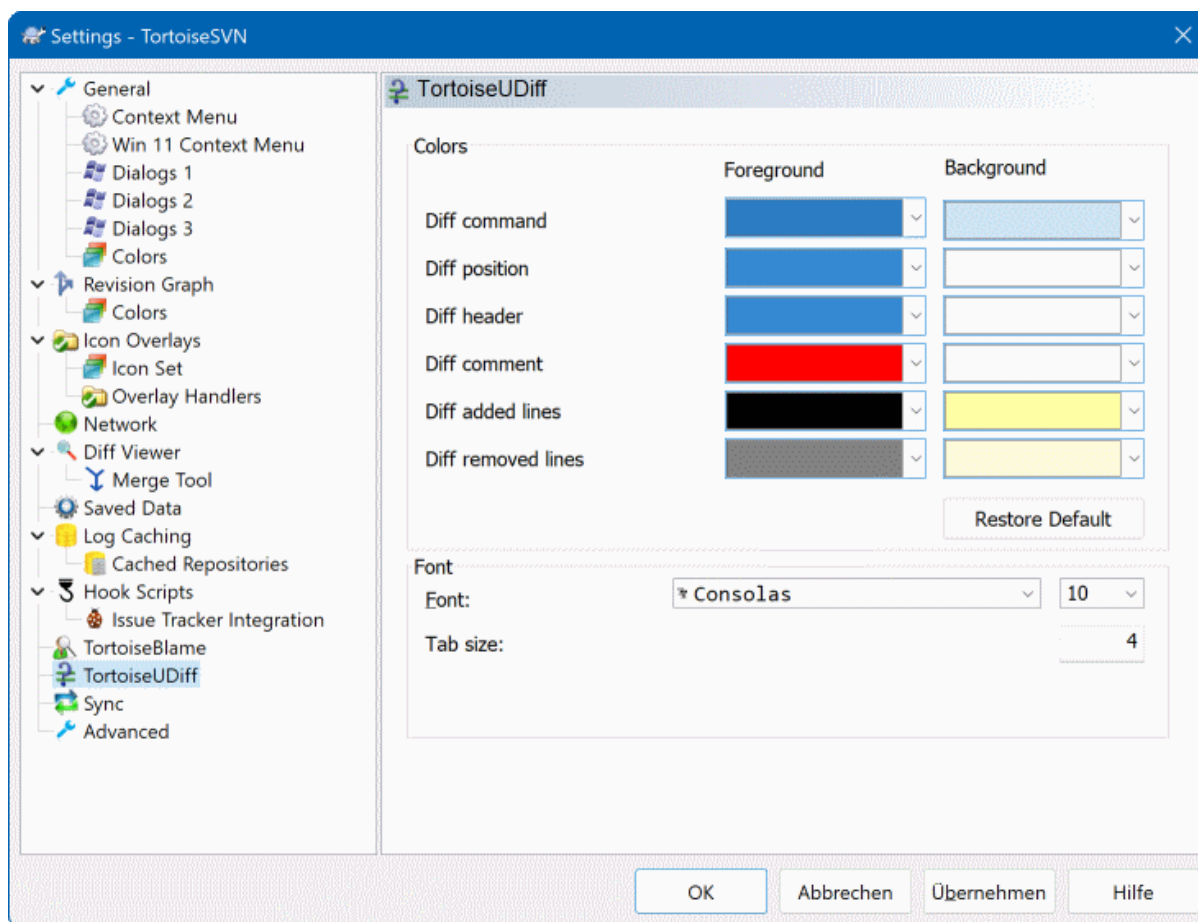 Settings - TortoiseSVN
General
Context Menu
Win 11 Context Menu
Dialogs 1
Dialogs 2
Dialogs 3
Colors
Revision Graph
Colors
Icon Overlays
Icon Set
Overlay Handlers
Network
Diff Viewer
Merge Tool
Saved Data
Log Caching
Cached Repositories
Hook Scripts
Issue Tracker Integration
TortoiseBlame
TortoiseUDiff
Sync
Advanced
TortoiseUDiff
Colors
Foreground Background
Diff command
Diff position
Diff header
Diff comment
Diff added lines
Diff removed lines
Restore Default
Font
Font: Consolas 10
Tab size: 4
OK Abbrechen Übernehmen Hilfe